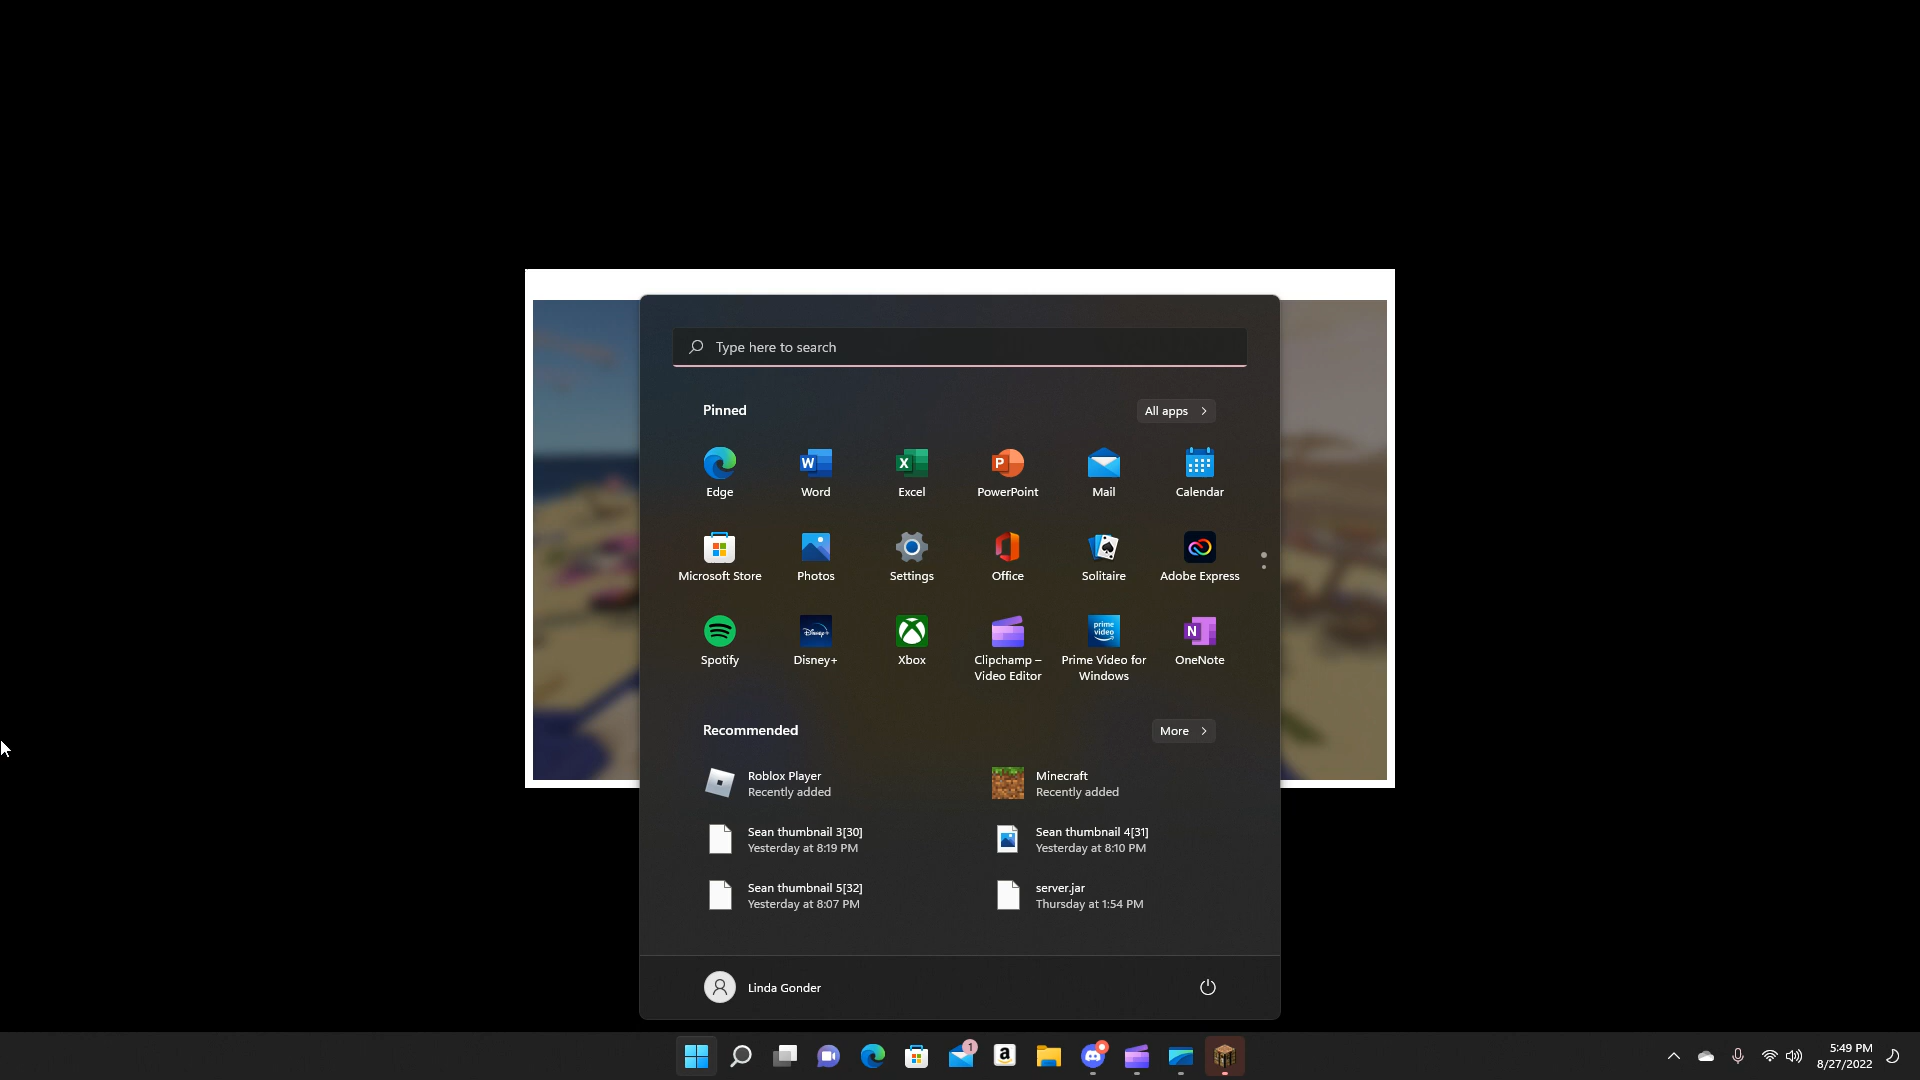 Type here to search
Pinned
All apps
Edge
Word
Excel
PowerPoint
Mail
Calendar
Microsoft Store
Photos
Settings
Office
Solitaire
Adobe Express
Spotify
Disney+
Xbox
Clipchamp –
Video Editor
Prime Video for
Windows
OneNote
Recommended
More
Roblox Player
Recently added
Minecraft
Recently added
Sean thumbnail 3[30]
Yesterday at 8:19 PM
Sean thumbnail 4[31]
Yesterday at 8:10 PM
Sean thumbnail 5[32]
Yesterday at 8:07 PM
server.jar
Thursday at 1:54 PM
Linda Gonder
1
5:49 PM
8/27/2022